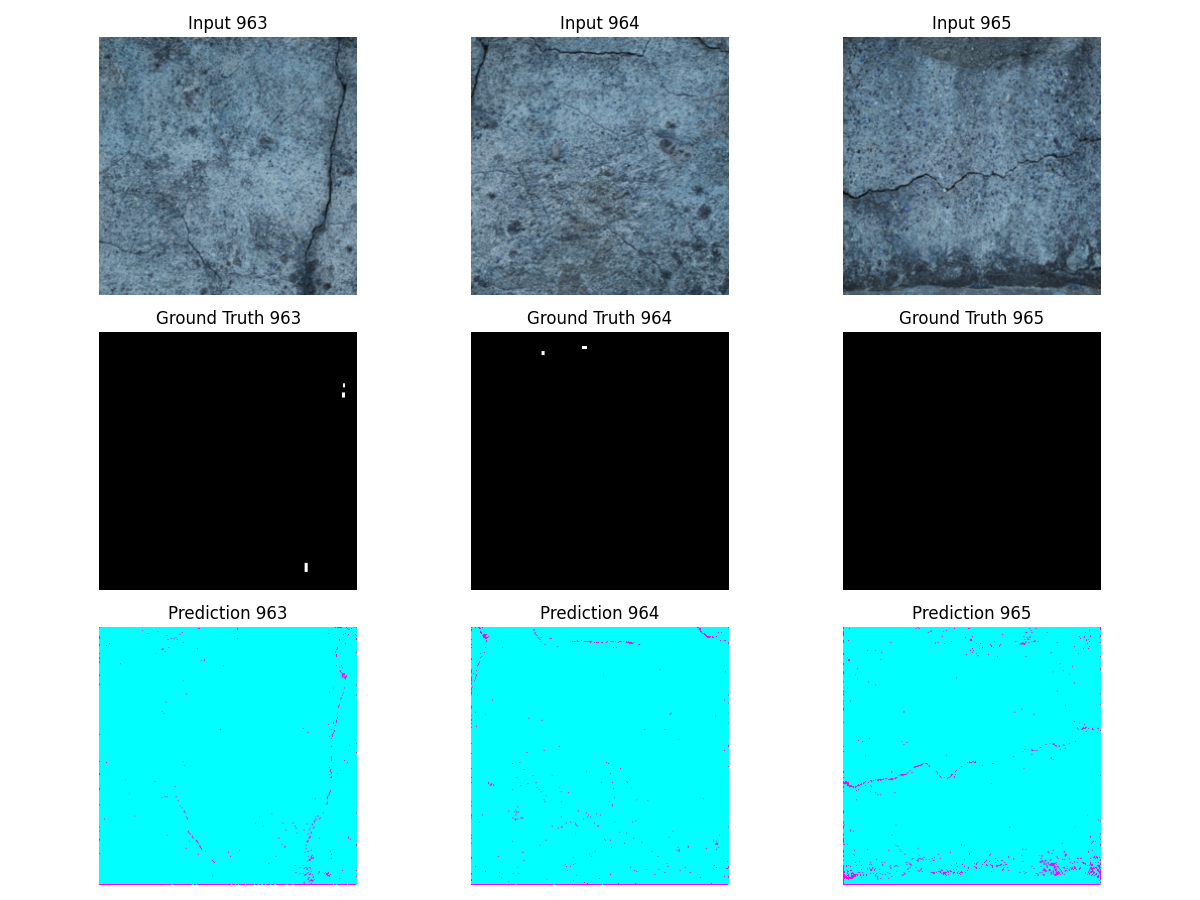 Input 963
Input 964
Input 965
Ground Truth 963
Ground Truth 964
Ground Truth 965
Prediction 963
Prediction 964
Prediction 965